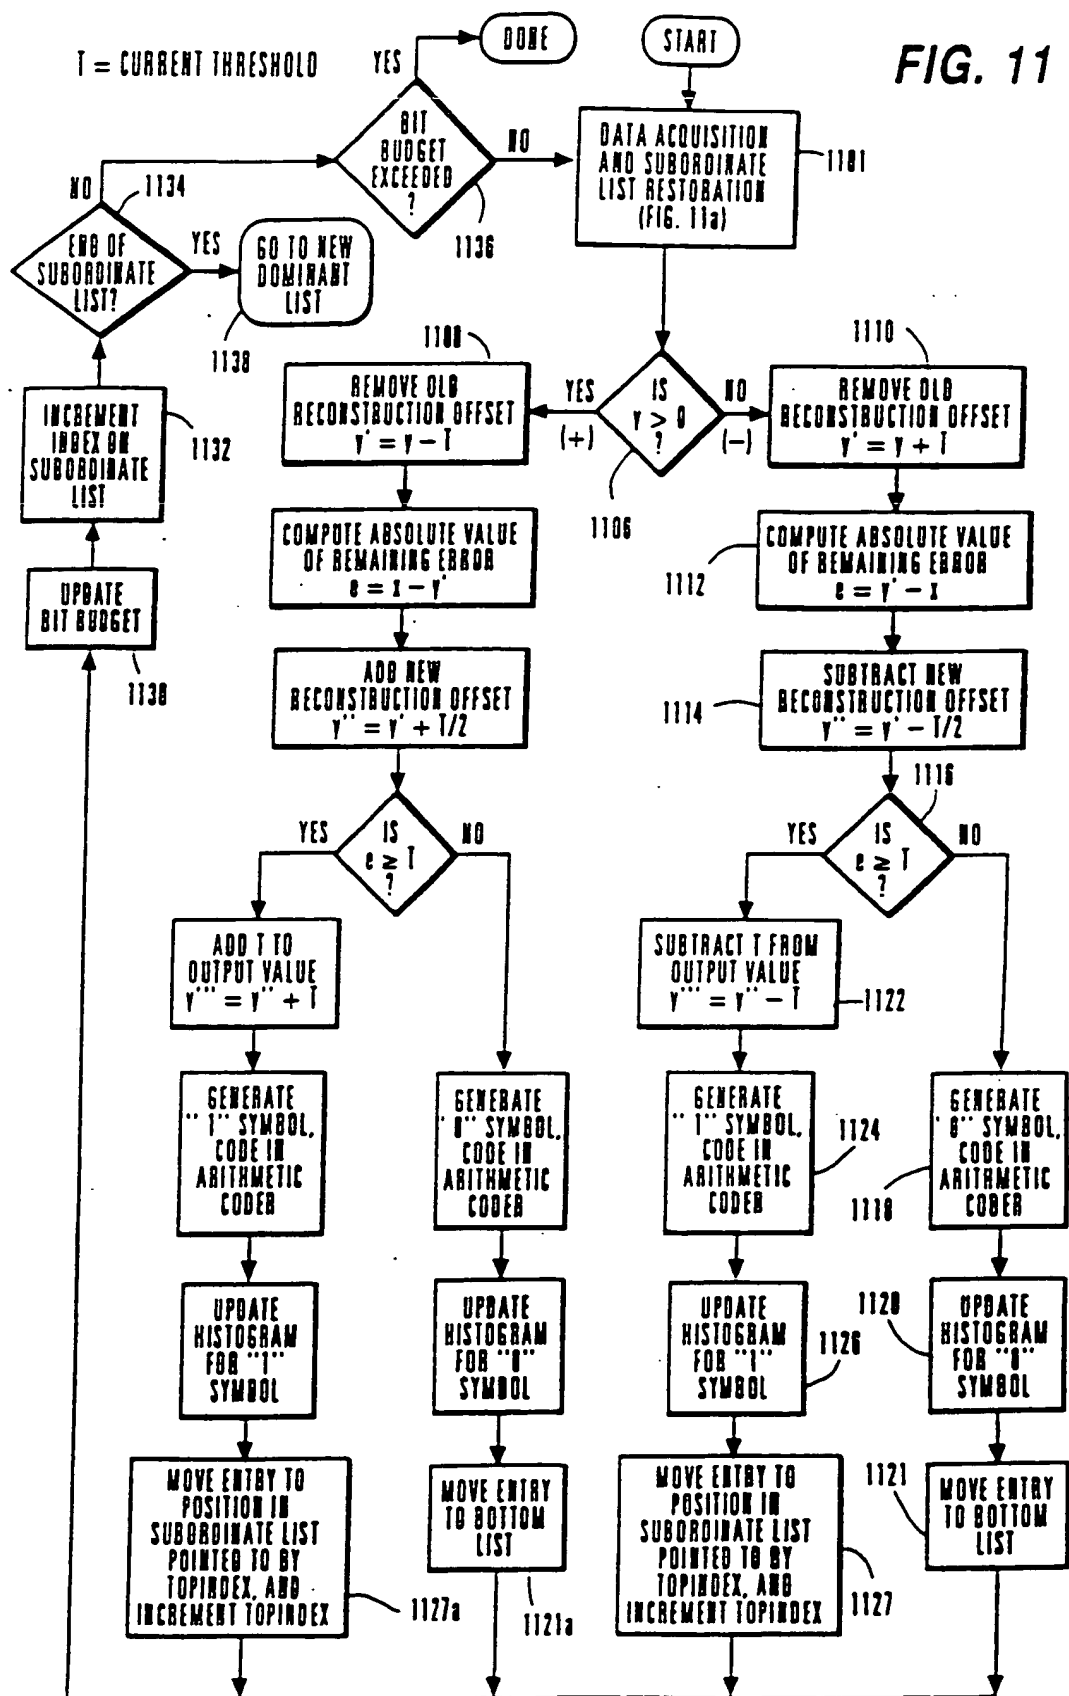 FIG. 11
T = CURRENT THRESHOLD
YES
DONE
START
BIT
BUDGET
EXCEEDED
?
NO
1136
DATA ACQUISITION
AND SUBORDINATE
LIST RESTORATION
(FIG. 11a)
1101
NO
1134
END OF
SUBORDINATE
LIST?
YES
GO TO NEW
DOMINANT
LIST
1138
INCREMENT
INDEX ON
SUBORDINATE
LIST
1132
UPDATE
BIT BUDGET
1130
IS
y > 0
?
YES
(+)
NO
(-)
1106
1108
REMOVE OLD
RECONSTRUCTION OFFSET
y' = y - T
1110
REMOVE OLD
RECONSTRUCTION OFFSET
y' = y + T
COMPUTE ABSOLUTE VALUE
OF REMAINING ERROR
e = x - y'
COMPUTE ABSOLUTE VALUE
OF REMAINING ERROR
e = y' - x
1112
ADD NEW
RECONSTRUCTION OFFSET
y'' = y' + T/2
SUBTRACT NEW
RECONSTRUCTION OFFSET
y'' = y' - T/2
1114
YES
IS
e ≥ T
?
NO
YES
IS
e ≥ T
?
NO
1116
ADD T TO
OUTPUT VALUE
y''' = y'' + T
SUBTRACT T FROM
OUTPUT VALUE
y''' = y'' - T
1122
GENERATE
"1" SYMBOL,
CODE IN
ARITHMETIC
CODER
GENERATE
'0" SYMBOL,
CODE IN
ARITHMETIC
CODER
GENERATE
"1" SYMBOL,
CODE IN
ARITHMETIC
CODER
1124
GENERATE
'0" SYMBOL,
CODE IN
ARITHMETIC
CODER
1118
UPDATE
HISTOGRAM
FOR "1"
SYMBOL
UPDATE
HISTOGRAM
FOR "0"
SYMBOL
UPDATE
HISTOGRAM
FOR "1"
SYMBOL
1126
UPDATE
HISTOGRAM
FOR "0"
SYMBOL
1120
MOVE ENTRY TO
POSITION IN
SUBORDINATE LIST
POINTED TO BY
TOPINDEX, AND
INCREMENT TOPINDEX
1127a
MOVE ENTRY
TO BOTTOM
LIST
1121a
MOVE ENTRY TO
POSITION IN
SUBORDINATE LIST
POINTED TO BY
TOPINDEX, AND
INCREMENT TOPINDEX
1127
MOVE ENTRY
TO BOTTOM
LIST
1121